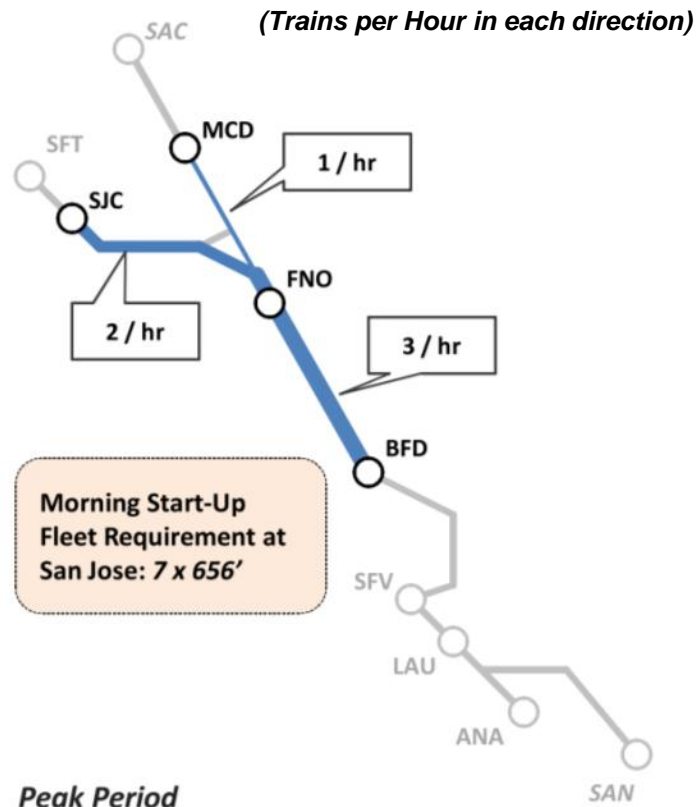 (Trains per Hour in each direction)
SAC
MCD
1 / hr
SFT
SJC
FNO
2 / hr
3 / hr
BFD
Morning Start-Up
Fleet Requirement at
San Jose: 7 x 656’
SFV
LAU
ANA
SAN
Peak Period